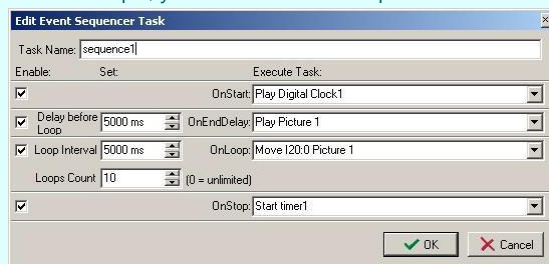 Edit Event Sequencer Task
Task Name: sequence1
Enable: Set: Execute Task:
OnStart: Play Digital Clock1
Delay before Loop 5000 ms OnEndDelay: Play Picture 1
Loop Interval 5000 ms OnLoop: Move I20:0 Picture 1
Loops Count 10 (0 = unlimited)
OnStop: Start timer1
OK Cancel